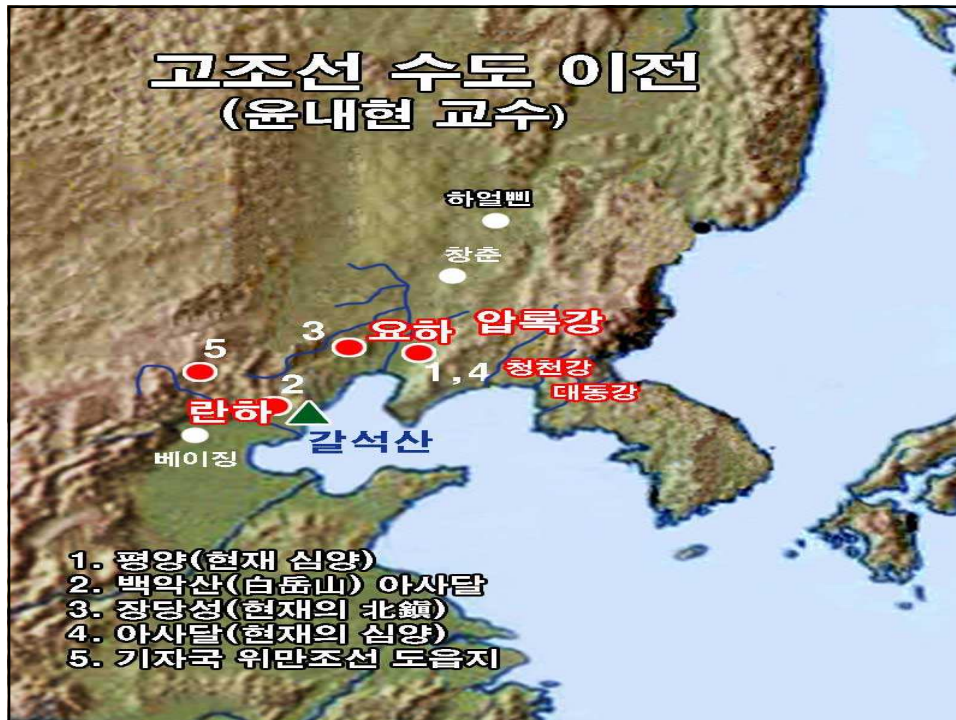 고조선 수도 이전
(윤내현 교수)
하얼삔
창춘
3
요하
압록강
5
1,4
청천강
2
대동강
란하
갈석산
베이징
1. 평양(현재 심양)
2. 백악산(白岳山) 아사달
3. 장당성(현재의 北鎭)
4. 아사달(현재의 심양)
5. 기자국 위만조선 도읍지